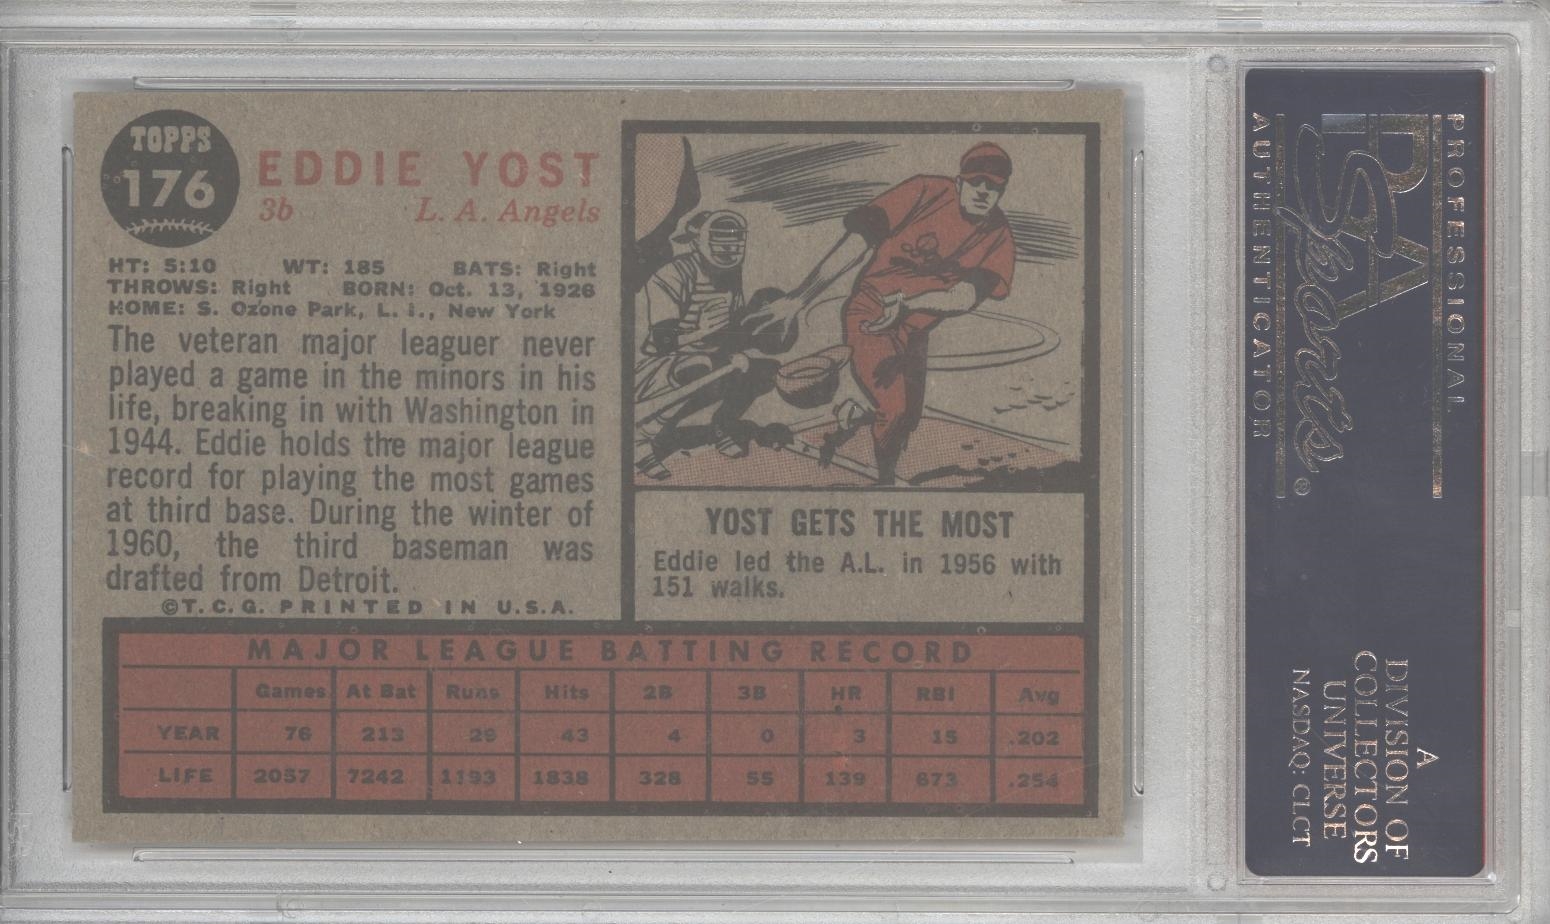 TOPPS
176
EDDIE YOST
3b L. A. Angels
HT: 5:10 WT: 185 BATS: Right
THROWS: Right BORN: Oct. 13, 1926
HOME: S. Ozone Park, L. I., New York
The veteran major leaguer never
played a game in the minors in his
life, breaking in with Washington in
1944. Eddie holds the major league
record for playing the most games
at third base. During the winter of
1960, the third baseman was
drafted from Detroit.
©T.C.G. PRINTED IN U.S.A.
YOST GETS THE MOST
Eddie led the A.L. in 1956 with
151 walks.
MAJOR LEAGUE BATTING RECORD
Games At Bat Runs Hits 2B 3B HR RBI Avg
YEAR 76 213 29 43 4 0 3 15 .202
LIFE 2057 7242 1193 1838 328 55 139 673 .254
PROFESSIONAL
PSA
Sports®
AUTHENTICATOR
A
DIVISION OF
COLLECTORS
UNIVERSE
NASDAQ: CLCT